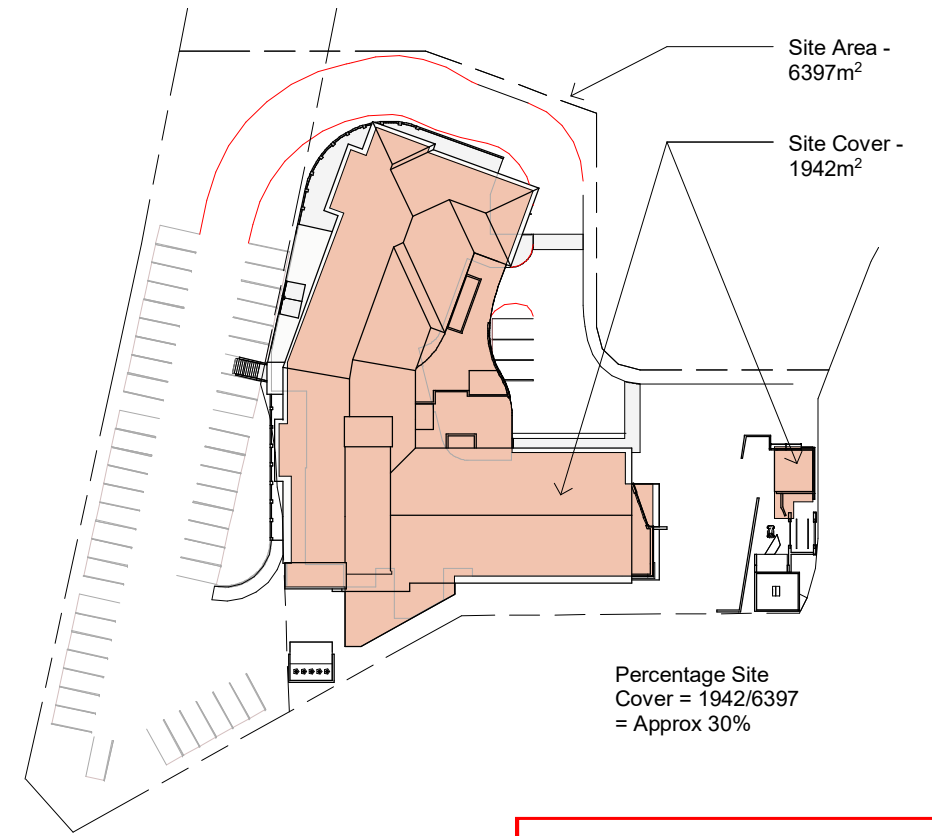 Site Area -
6397m²
Site Cover -
1942m²
Percentage Site
Cover = 1942/6397
= Approx 30%